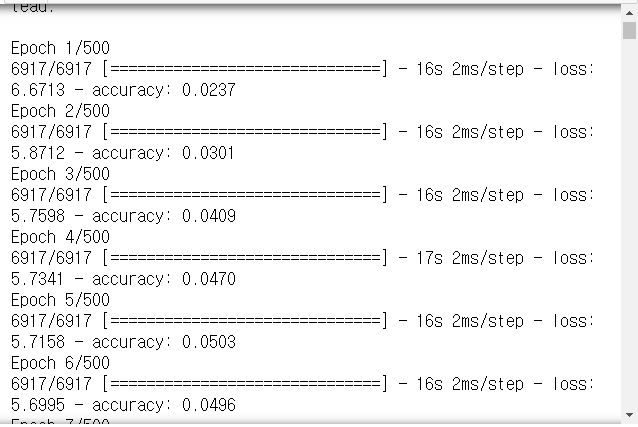 tead.
Epoch 1/500
6917/6917 [==============================] - 16s 2ms/step - loss:
6.6713 - accuracy: 0.0237
Epoch 2/500
6917/6917 [==============================] - 16s 2ms/step - loss:
5.8712 - accuracy: 0.0301
Epoch 3/500
6917/6917 [==============================] - 16s 2ms/step - loss:
5.7598 - accuracy: 0.0409
Epoch 4/500
6917/6917 [==============================] - 17s 2ms/step - loss:
5.7341 - accuracy: 0.0470
Epoch 5/500
6917/6917 [==============================] - 16s 2ms/step - loss:
5.7158 - accuracy: 0.0503
Epoch 6/500
6917/6917 [==============================] - 16s 2ms/step - loss:
5.6995 - accuracy: 0.0496
Epoch 7/500